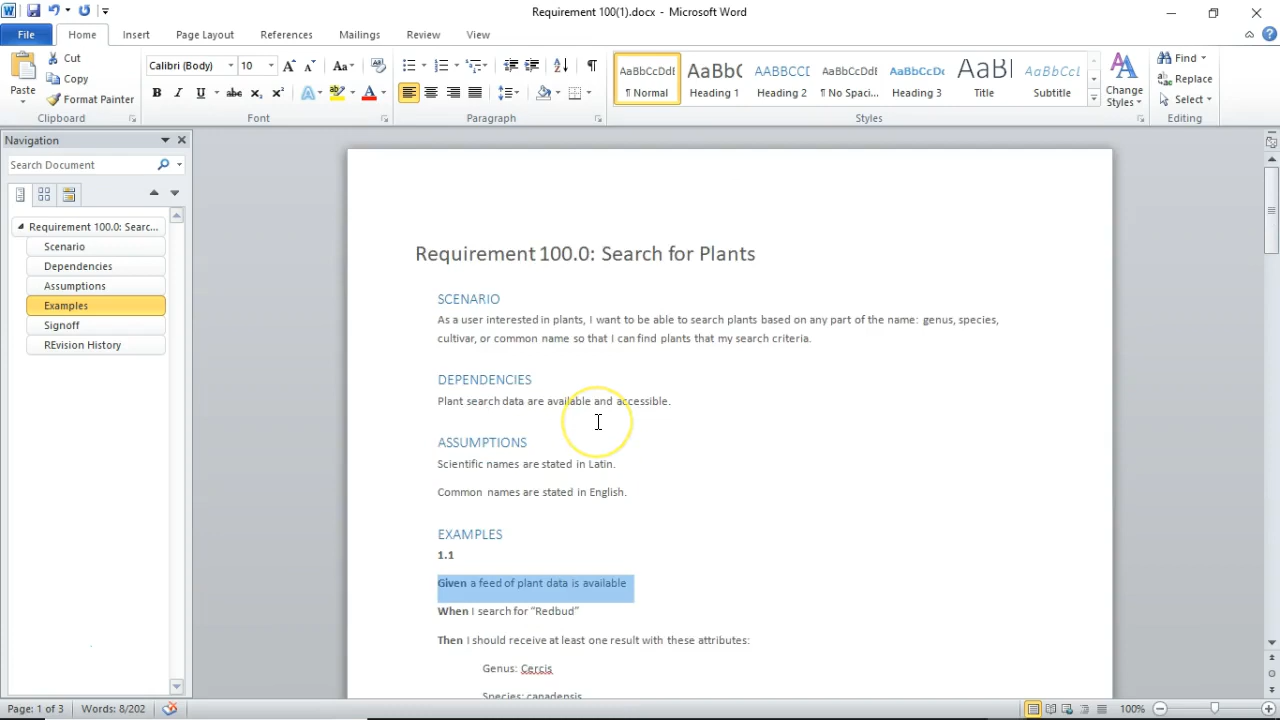 Requirement 100(1).docx - Microsoft Word
File Home Insert Page Layout References Mailings Review View
Paste
Cut
Copy
Format Painter
Clipboard
Calibri (Body) 10
Font
Paragraph
AaBbCcDdI AaBb(C AABBCCI AaBbCcDdI AaBbCcDc AaBl AaBbCcL
¶ Normal Heading 1 Heading 2 ¶ No Spaci... Heading 3 Title Subtitle
Change
Styles
Styles
Find
Replace
Select
Editing
Navigation
Search Document
Requirement 100.0: Searc...
Scenario
Dependencies
Assumptions
Examples
Signoff
REvision History
Requirement 100.0: Search for Plants
SCENARIO
As a user interested in plants, I want to be able to search plants based on any part of the name: genus, species,
cultivar, or common name so that I can find plants that my search criteria.
DEPENDENCIES
Plant search data are available and accessible.
ASSUMPTIONS
Scientific names are stated in Latin.
Common names are stated in English.
EXAMPLES
1.1
Given a feed of plant data is available
When I search for “Redbud”
Then I should receive at least one result with these attributes:
Genus: Cercis
Species: canadensis
Page: 1 of 3 Words: 8/202 100%